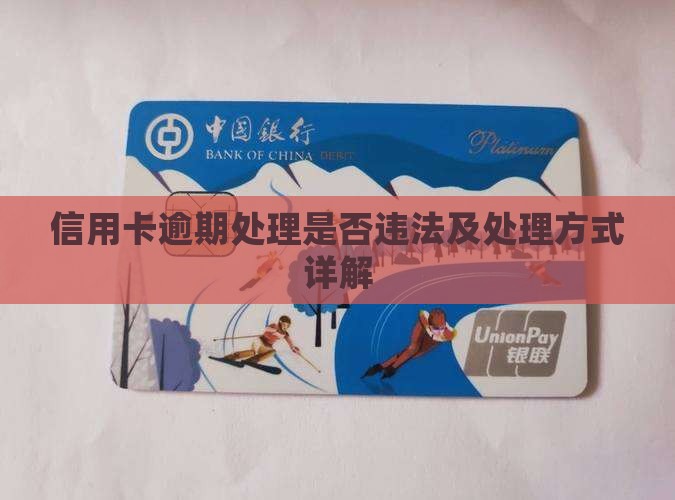 中国银行
BANK OF CHINA DEBIT
Platinum
信用卡逾期处理是否违法及处理方式
详解
UnionPay
银联